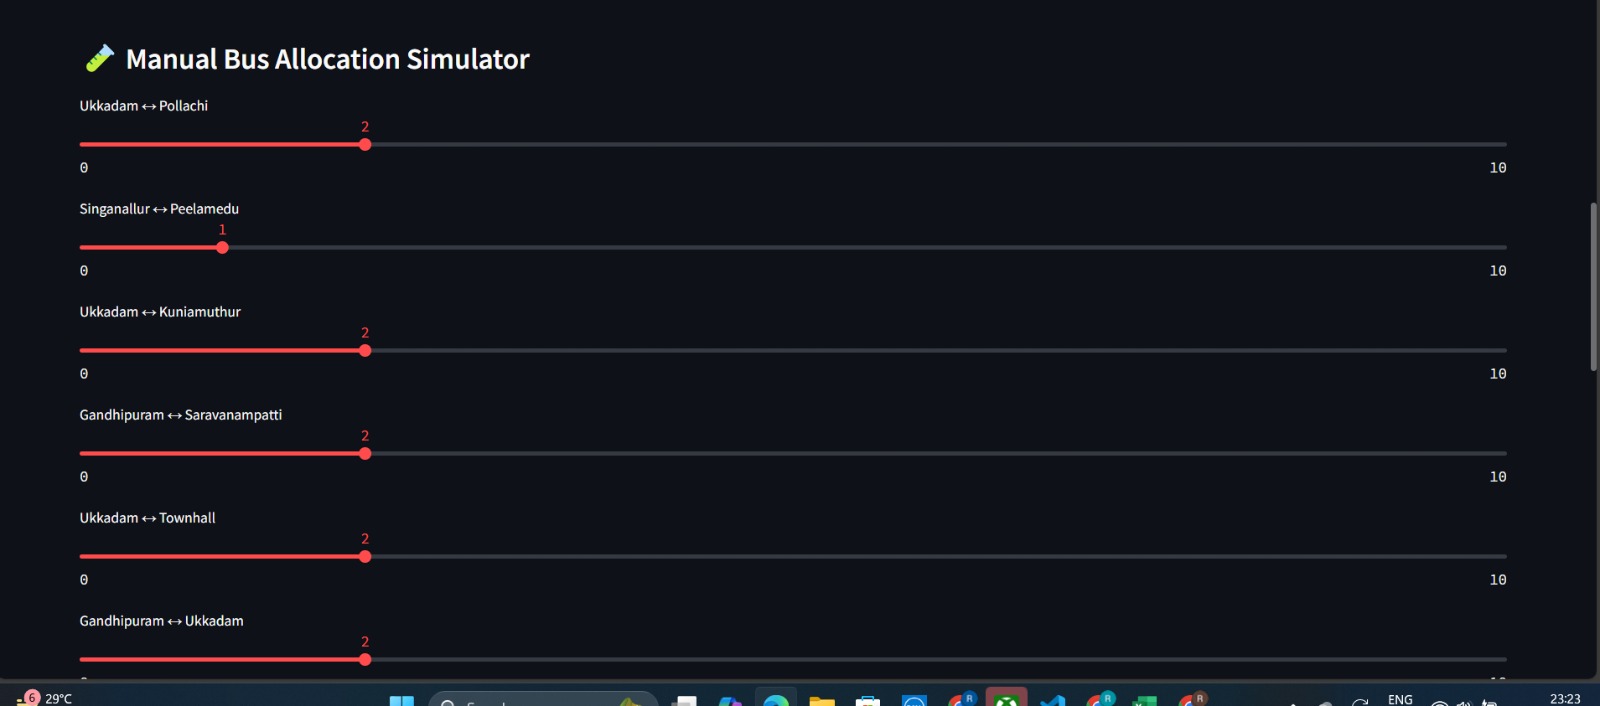 Manual Bus Allocation Simulator
Ukkadam ↔ Pollachi
2
0 10
Singanallur ↔ Peelamedu
1
0 10
Ukkadam ↔ Kuniamuthur
2
0 10
Gandhipuram ↔ Saravanampatti
2
0 10
Ukkadam ↔ Townhall
2
0 10
Gandhipuram ↔ Ukkadam
2
6 29°C R R R ENG 23:23